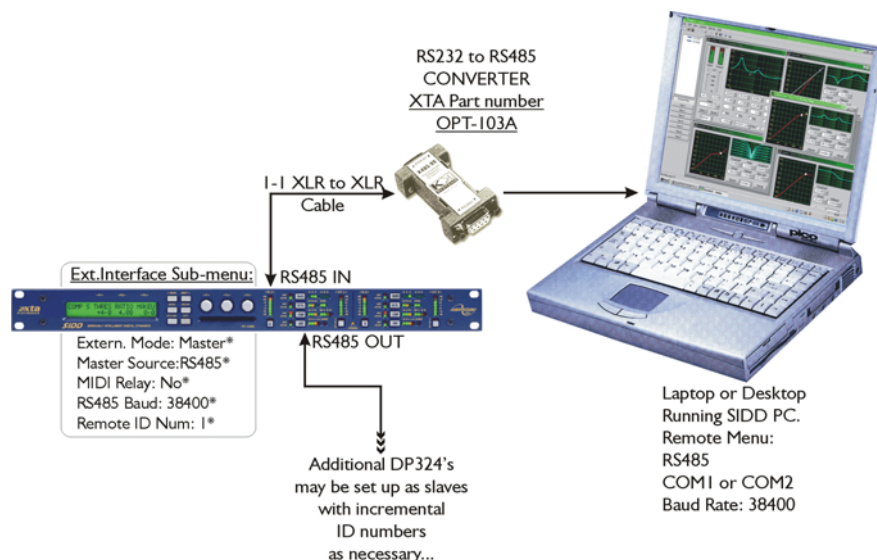 RS232 to RS485
CONVERTER
XTA Part number
OPT-103A
1-1 XLR to XLR
Cable
Ext.Interface Sub-menu:
RS485 IN
xta
SIDD
RS485 OUT
Extern. Mode: Master*
Master Source:RS485*
MIDI Relay: No*
RS485 Baud: 38400*
Remote ID Num: 1*
Additional DP324's
may be set up as slaves
with incremental
ID numbers
as necessary...
Laptop or Desktop
Running SIDD PC.
Remote Menu:
RS485
COM1 or COM2
Baud Rate: 38400